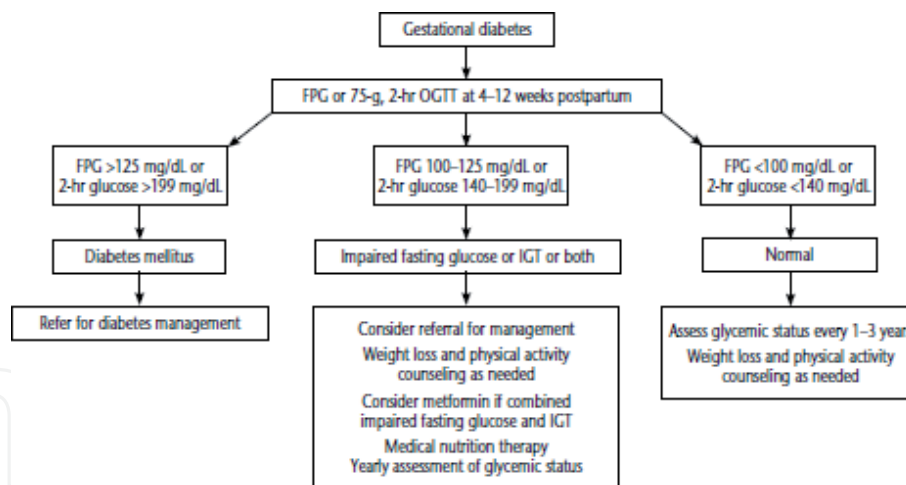 Gestational diabetes
FPG or 75-g, 2-hr OGTT at 4–12 weeks postpartum
FPG >125 mg/dL or
2-hr glucose >199 mg/dL
FPG 100–125 mg/dL or
2-hr glucose 140–199 mg/dL
FPG <100 mg/dL or
2-hr glucose <140 mg/dL
Diabetes mellitus
Impaired fasting glucose or IGT or both
Normal
Refer for diabetes management
Consider referral for management
Weight loss and physical activity
counseling as needed
Consider metformin if combined
impaired fasting glucose and IGT
Medical nutrition therapy
Yearly assessment of glycemic status
Assess glycemic status every 1–3 year
Weight loss and physical activity
counseling as needed